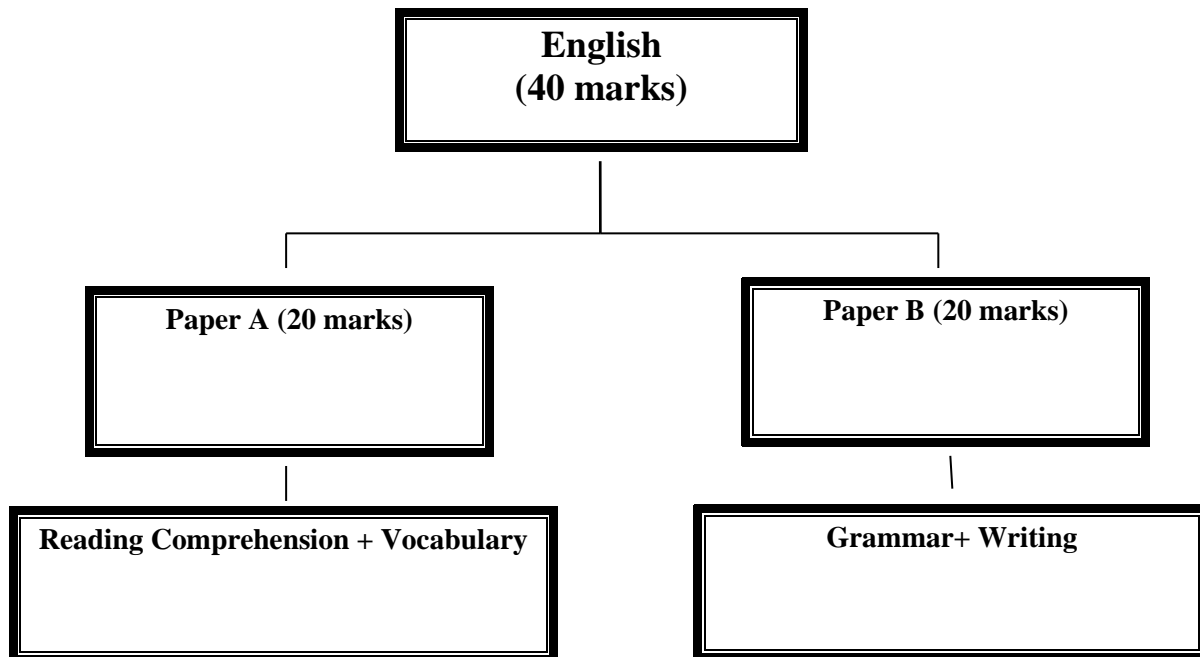 English
(40 marks)
Paper A (20 marks)
Paper B (20 marks)
Reading Comprehension + Vocabulary
Grammar+ Writing